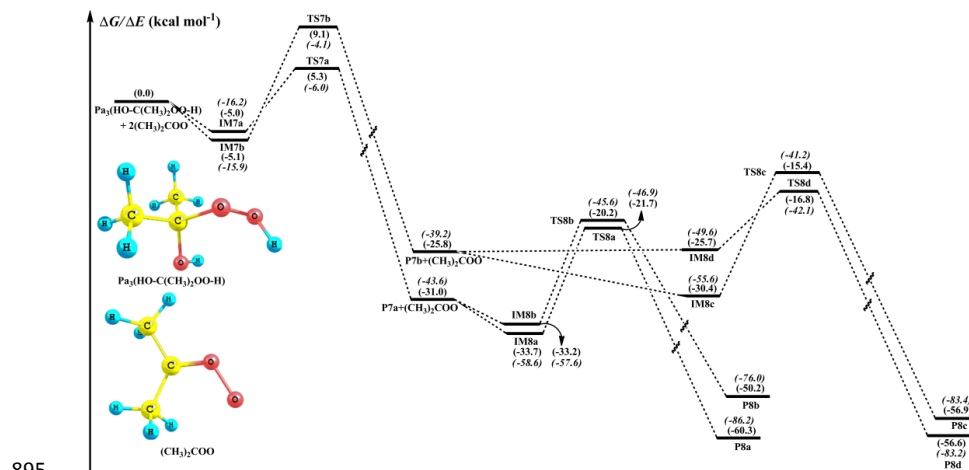 ΔG/ΔE (kcal mol⁻¹)
TS7b
(9.1)
(-4.1)
TS7a
(5.3)
(-6.0)
(0.0)
Pa₃(HO-C(CH₃)₂OO-H)
+ 2(CH₃)₂COO
(-16.2)
(-5.0)
IM7a
IM7b
(-5.1)
(-15.9)
H
H
C
H
H
C
C
O
O
H
H
H
O
H
Pa₃(HO-C(CH₃)₂OO-H)
(-39.2)
(-25.8)
P7b+(CH₃)₂COO
(-43.6)
(-31.0)
P7a+(CH₃)₂COO
IM8b
IM8a
(-33.7)
(-58.6)
(-33.2)
(-57.6)
(-45.6)
(-20.2)
TS8b
TS8a
(-46.9)
(-21.7)
(-49.6)
(-25.7)
IM8d
(-55.6)
(-30.4)
IM8c
(-41.2)
(-15.4)
TS8c
TS8d
(-16.8)
(-42.1)
(-76.0)
(-50.2)
P8b
(-86.2)
(-60.3)
P8a
(-83.4)
(-56.9)
P8c
(-56.6)
(-83.2)
P8d
H
H
C
H
C
O
O
C
H
H
H
(CH₃)₂COO
895